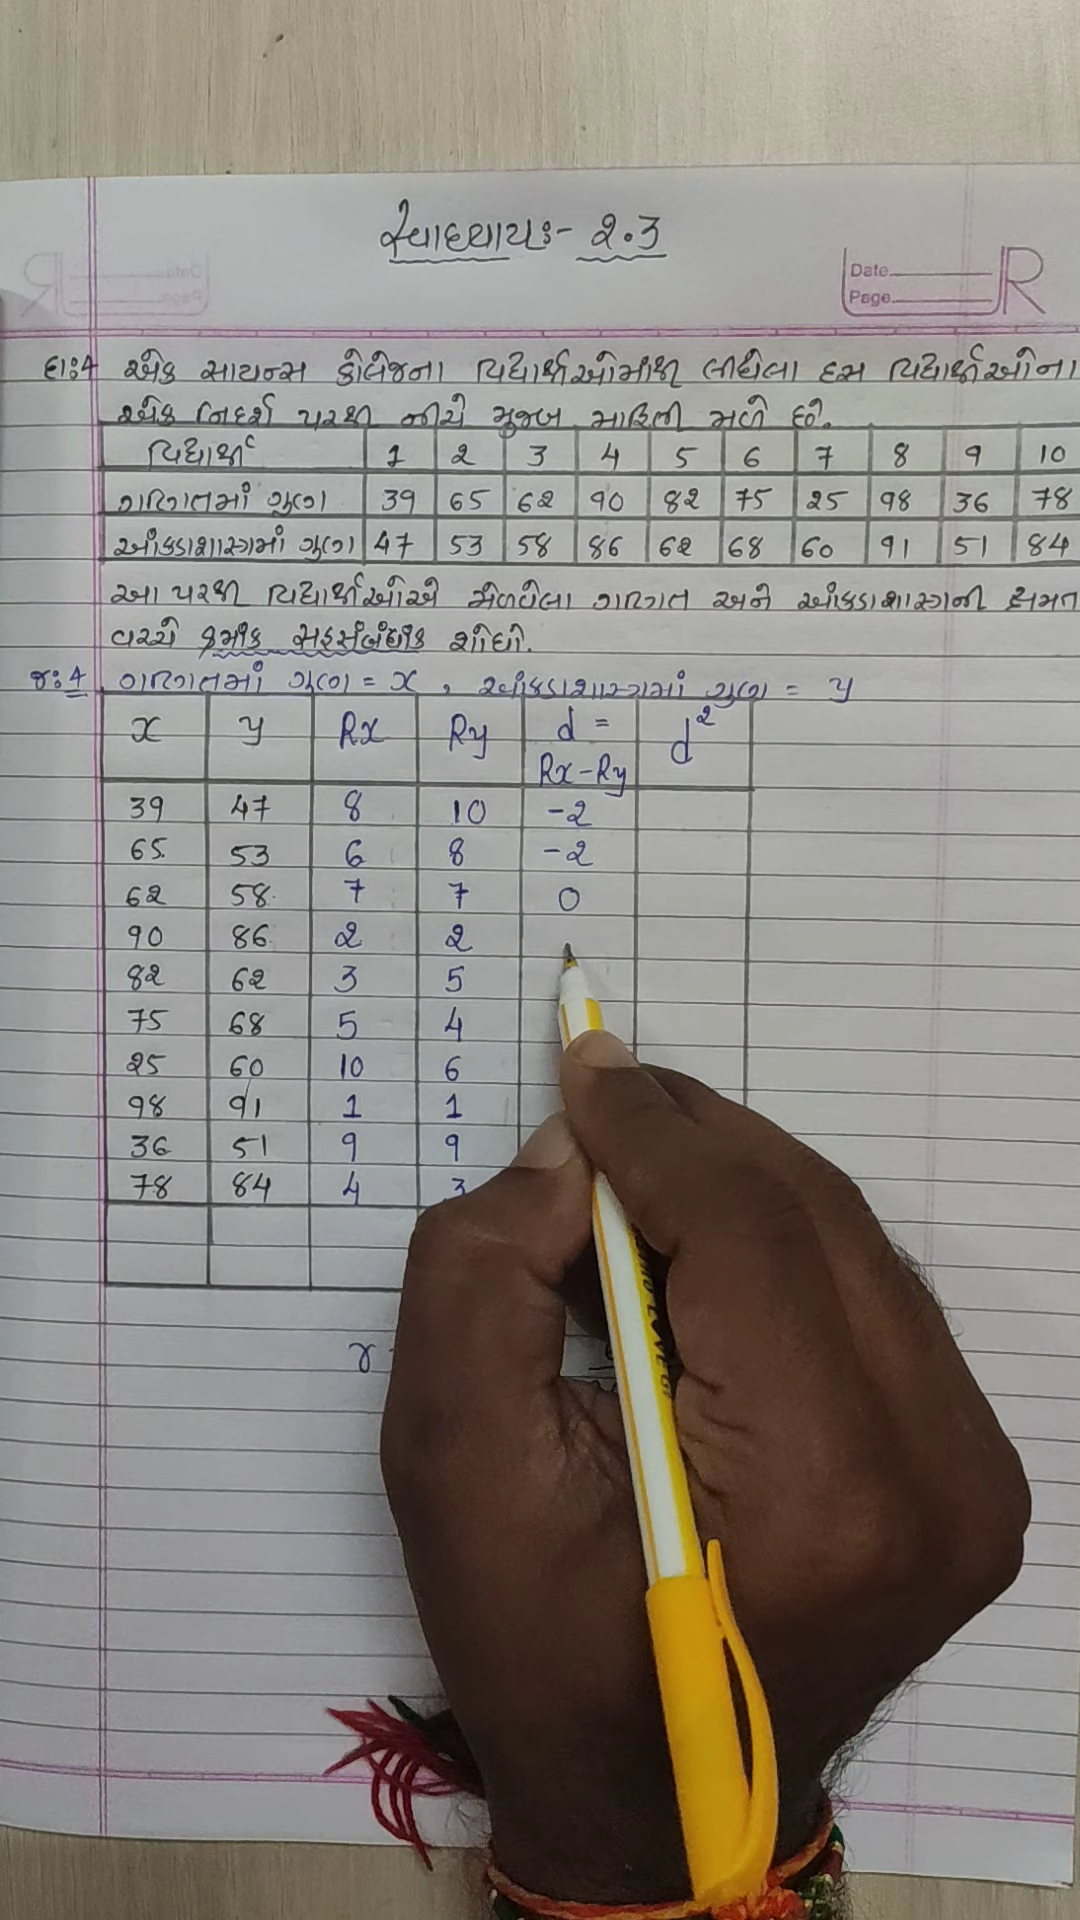 સ્વાધ્યાયઃ- 2.3
Date
Page
R
દાઃ4 એક સાયન્સ કોલેજના વિદ્યાર્થીઓમાંથી લીધેલા દસ વિદ્યાર્થીઓના
એક નિદર્શ પરથી નીચે મુજબ માહિતી મળે છે.
વિદ્યાર્થી 1 2 3 4 5 6 7 8 9 10
ગણિતમાં ગુણ 39 65 62 90 82 75 25 98 36 78
આંકડાશાસ્ત્રમાં ગુણ 47 53 58 86 62 68 60 91 51 84
આ પરથી વિદ્યાર્થીઓએ મેળવેલા ગણિત અને આંકડાશાસ્ત્રની ક્ષમતા
વચ્ચે ક્રમાંક સહસંબંધાંક શોધો.
જઃ4 ગણિતમાં ગુણ = x , આંકડાશાસ્ત્રમાં ગુણ = y
x y Rx Ry d = Rx-Ry d²
39 47 8 10 -2
65 53 6 8 -2
62 58 7 7 0
90 86 2 2
82 62 3 5
75 68 5 4
25 60 10 6
98 91 1 1
36 51 9 9
78 84 4 3
r